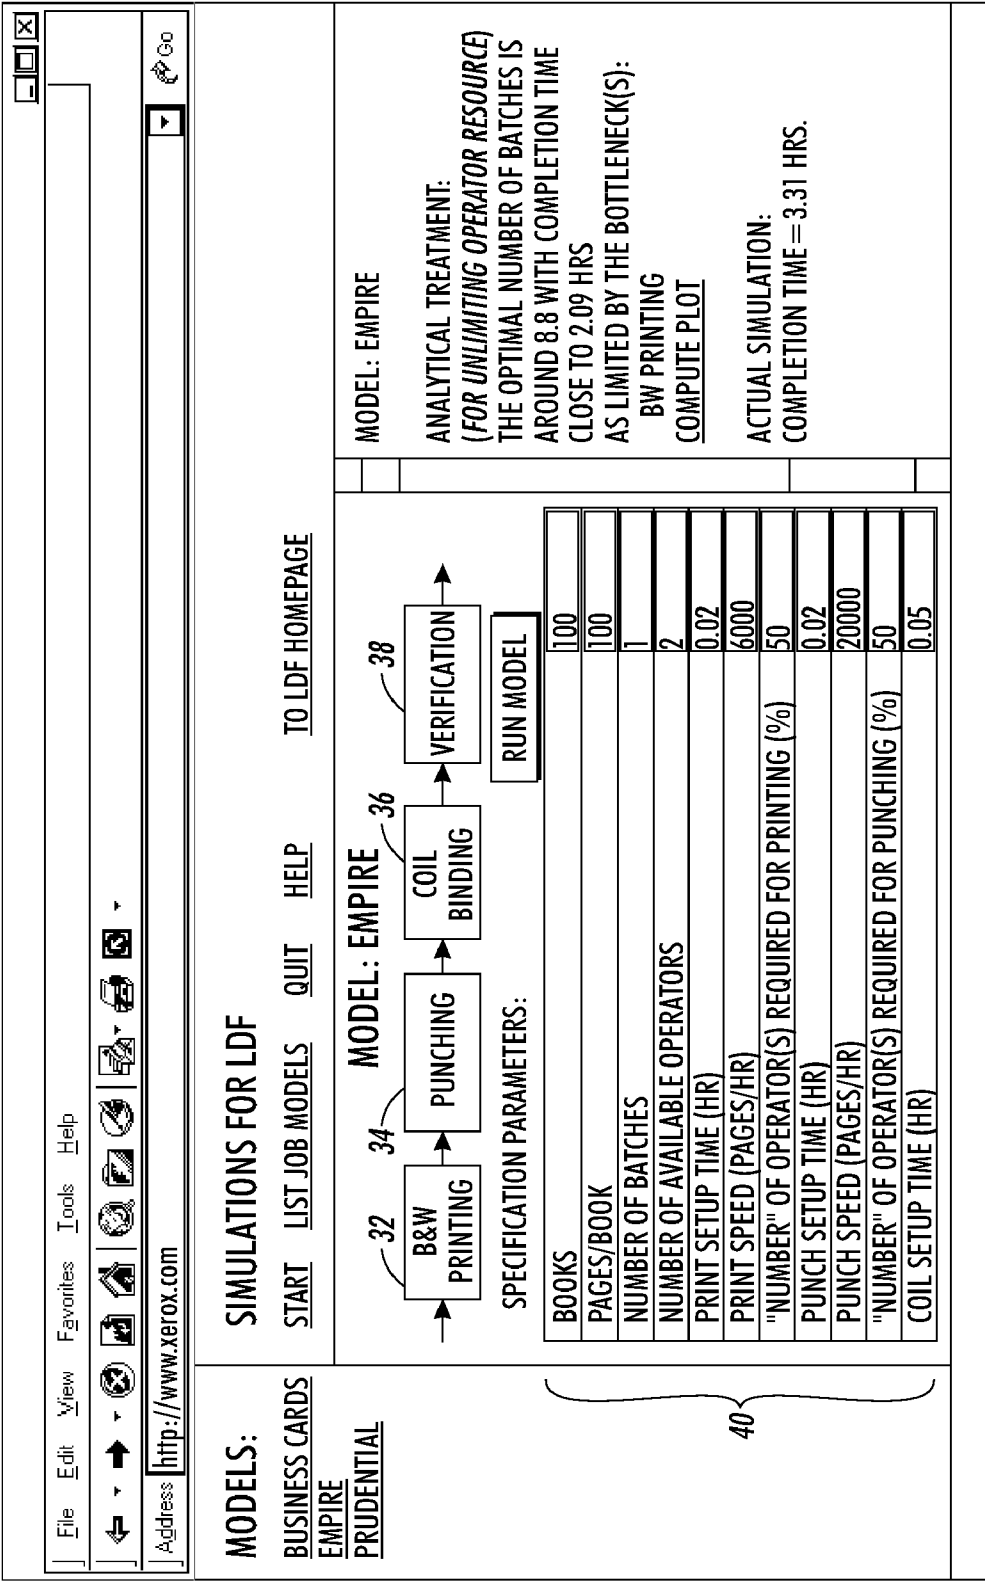 File Edit View Favorites Tools Help
Address http://www.xerox.com Go
MODELS:
BUSINESS CARDS
EMPIRE
PRUDENTIAL
SIMULATIONS FOR LDF
START LIST JOB MODELS QUIT HELP TO LDF HOMEPAGE
MODEL: EMPIRE
32 34 36 38
B&W
PRINTING
PUNCHING
COIL
BINDING
VERIFICATION
SPECIFICATION PARAMETERS:
RUN MODEL
BOOKS 100
PAGES/BOOK 100
NUMBER OF BATCHES 1
NUMBER OF AVAILABLE OPERATORS 2
PRINT SETUP TIME (HR) 0.02
PRINT SPEED (PAGES/HR) 6000
"NUMBER" OF OPERATOR(S) REQUIRED FOR PRINTING (%) 50
PUNCH SETUP TIME (HR) 0.02
PUNCH SPEED (PAGES/HR) 20000
"NUMBER" OF OPERATOR(S) REQUIRED FOR PUNCHING (%) 50
COIL SETUP TIME (HR) 0.05
40
MODEL: EMPIRE
ANALYTICAL TREATMENT:
(FOR UNLIMITING OPERATOR RESOURCE)
THE OPTIMAL NUMBER OF BATCHES IS
AROUND 8.8 WITH COMPLETION TIME
CLOSE TO 2.09 HRS
AS LIMITED BY THE BOTTLENECK(S):
BW PRINTING
COMPUTE PLOT
ACTUAL SIMULATION:
COMPLETION TIME = 3.31 HRS.